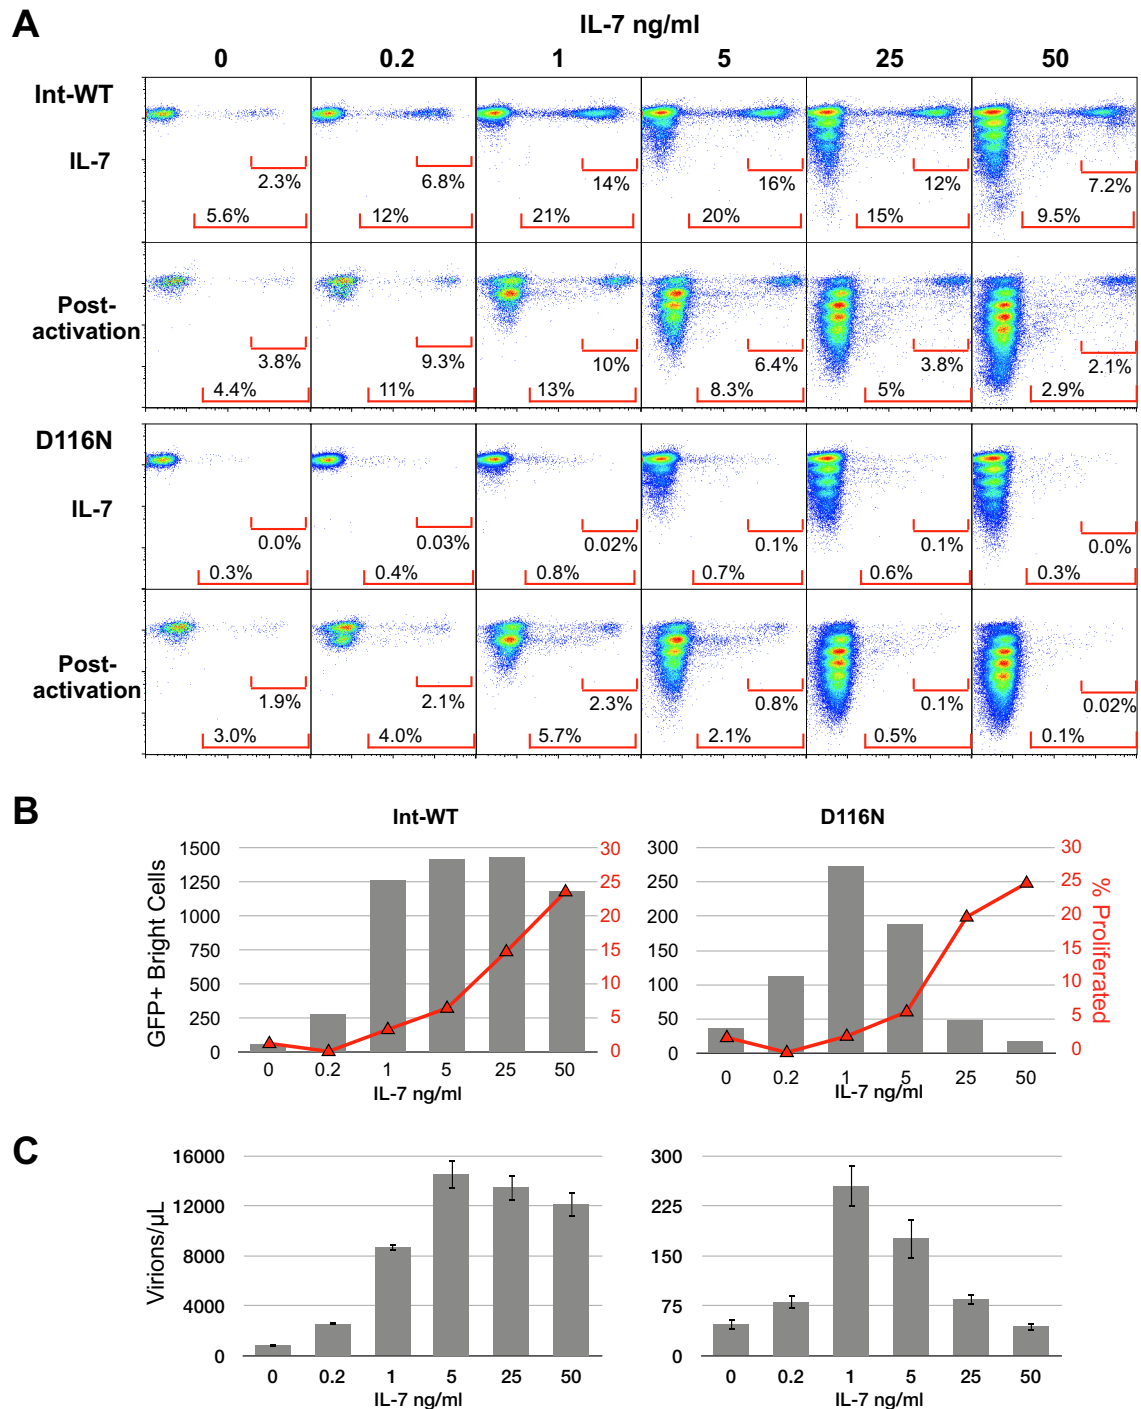 A
IL-7 ng/ml
0 0.2 1 5 25 50
Int-WT
IL-7
2.3% 6.8% 14% 16% 12% 7.2%
5.6% 12% 21% 20% 15% 9.5%
Post-
activation
3.8% 9.3% 10% 6.4% 3.8% 2.1%
4.4% 11% 13% 8.3% 5% 2.9%
D116N
IL-7
0.0% 0.03% 0.02% 0.1% 0.1% 0.0%
0.3% 0.4% 0.8% 0.7% 0.6% 0.3%
Post-
activation
1.9% 2.1% 2.3% 0.8% 0.1% 0.02%
3.0% 4.0% 5.7% 2.1% 0.5% 0.1%
B
Int-WT
GFP+ Bright Cells
1500
1250
1000
750
500
250
0
30
25
20
15
10
5
0
0 0.2 1 5 25 50
IL-7 ng/ml
D116N
300
250
200
150
100
50
0
30
25
20
15
10
5
0
% Proliferated
0 0.2 1 5 25 50
IL-7 ng/ml
C
Virions/µL
16000
12000
8000
4000
0
0 0.2 1 5 25 50
IL-7 ng/ml
300
225
150
75
0
0 0.2 1 5 25 50
IL-7 ng/ml